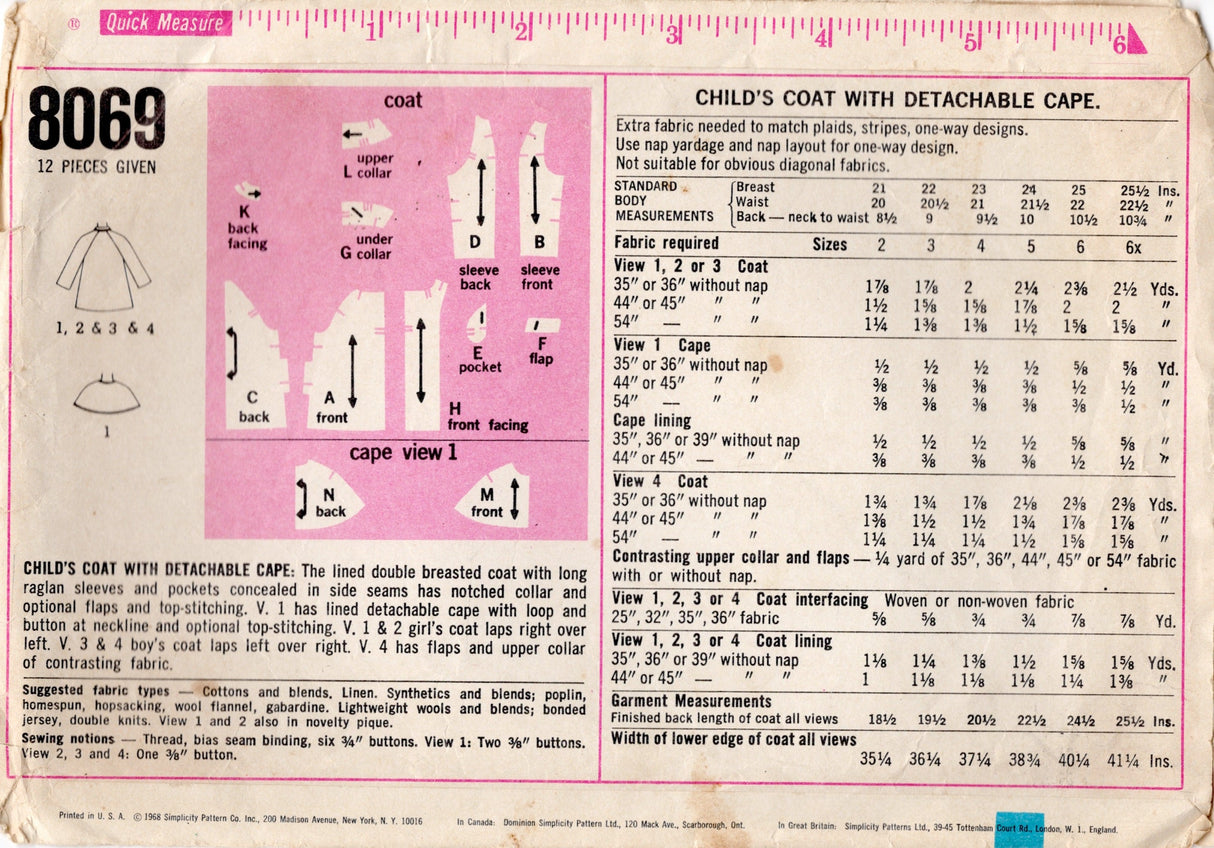 ® Quick Measure 1 2 3 4 5 6
8069
12 PIECES GIVEN
1, 2 & 3 & 4
1
coat
upper
L collar
K
back
facing
under
G collar
D
sleeve
back
B
sleeve
front
C
back
A
front
H
front facing
E
pocket
F
flap
cape view 1
N
back
M
front
CHILD'S COAT WITH DETACHABLE CAPE: The lined double breasted coat with long
raglan sleeves and pockets concealed in side seams has notched collar and
optional flaps and top-stitching. V. 1 has lined detachable cape with loop and
button at neckline and optional top-stitching. V. 1 & 2 girl's coat laps right over
left. V. 3 & 4 boy's coat laps left over right. V. 4 has flaps and upper collar
of contrasting fabric.
Suggested fabric types — Cottons and blends. Linen. Synthetics and blends; poplin,
homespun, hopsacking, wool flannel, gabardine. Lightweight wools and blends; bonded
jersey, double knits. View 1 and 2 also in novelty pique.
Sewing notions — Thread, bias seam binding, six ¾" buttons. View 1: Two ⅜" buttons.
View 2, 3 and 4: One ⅜" button.
CHILD'S COAT WITH DETACHABLE CAPE.
Extra fabric needed to match plaids, stripes, one-way designs.
Use nap yardage and nap layout for one-way design.
Not suitable for obvious diagonal fabrics.
STANDARD Breast 21 22 23 24 25 25½ Ins.
BODY Waist 20 20½ 21 21½ 22 22½ "
MEASUREMENTS Back — neck to waist 8½ 9 9½ 10 10½ 10¾ "
Fabric required Sizes 2 3 4 5 6 6x
View 1, 2 or 3 Coat
35" or 36" without nap 1⅞ 1⅞ 2 2¼ 2⅜ 2½ Yds.
44" or 45" " " 1½ 1⅝ 1⅝ 1⅞ 2 2 "
54" — " " 1¼ 1⅜ 1⅜ 1½ 1⅝ 1⅝ "
View 1 Cape
35" or 36" without nap ½ ½ ½ ½ ⅝ ⅝ Yd.
44" or 45" " " ⅜ ⅜ ⅜ ⅜ ½ ½ "
54" — " " ⅜ ⅜ ⅜ ⅜ ⅜ ½ "
Cape lining
35", 36" or 39" without nap ½ ½ ½ ½ ⅝ ⅝ "
44" or 45" — " " ⅜ ⅜ ⅜ ⅜ ½ ½ "
View 4 Coat
35" or 36" without nap 1¾ 1¾ 1⅞ 2⅛ 2⅜ 2⅜ Yds.
44" or 45" " " 1⅜ 1½ 1½ 1¾ 1⅞ 1⅞ "
54" — " " 1¼ 1¼ 1¼ 1½ 1⅝ 1⅝ "
Contrasting upper collar and flaps — ¼ yard of 35", 36", 44", 45" or 54" fabric
with or without nap.
View 1, 2, 3 or 4 Coat interfacing Woven or non-woven fabric
25", 32", 35", 36" fabric ⅝ ⅝ ¾ ¾ ⅞ ⅞ Yd.
View 1, 2, 3 or 4 Coat lining
35", 36" or 39" without nap 1⅛ 1¼ 1⅜ 1½ 1⅝ 1⅝ Yds.
44" or 45" — " " 1 1⅛ 1⅛ 1⅛ 1¼ 1⅜ "
Garment Measurements
Finished back length of coat all views 18½ 19½ 20½ 22½ 24½ 25½ Ins.
Width of lower edge of coat all views
35¼ 36¼ 37¼ 38¾ 40¼ 41¼ Ins.
Printed in U. S. A. © 1968 Simplicity Pattern Co. Inc., 200 Madison Avenue, New York, N. Y. 10016 In Canada: Dominion Simplicity Pattern Ltd., 120 Mack Ave., Scarborough, Ont. In Great Britain: Simplicity Patterns Ltd., 39-45 Tottenham Court Rd., London, W. 1., England.